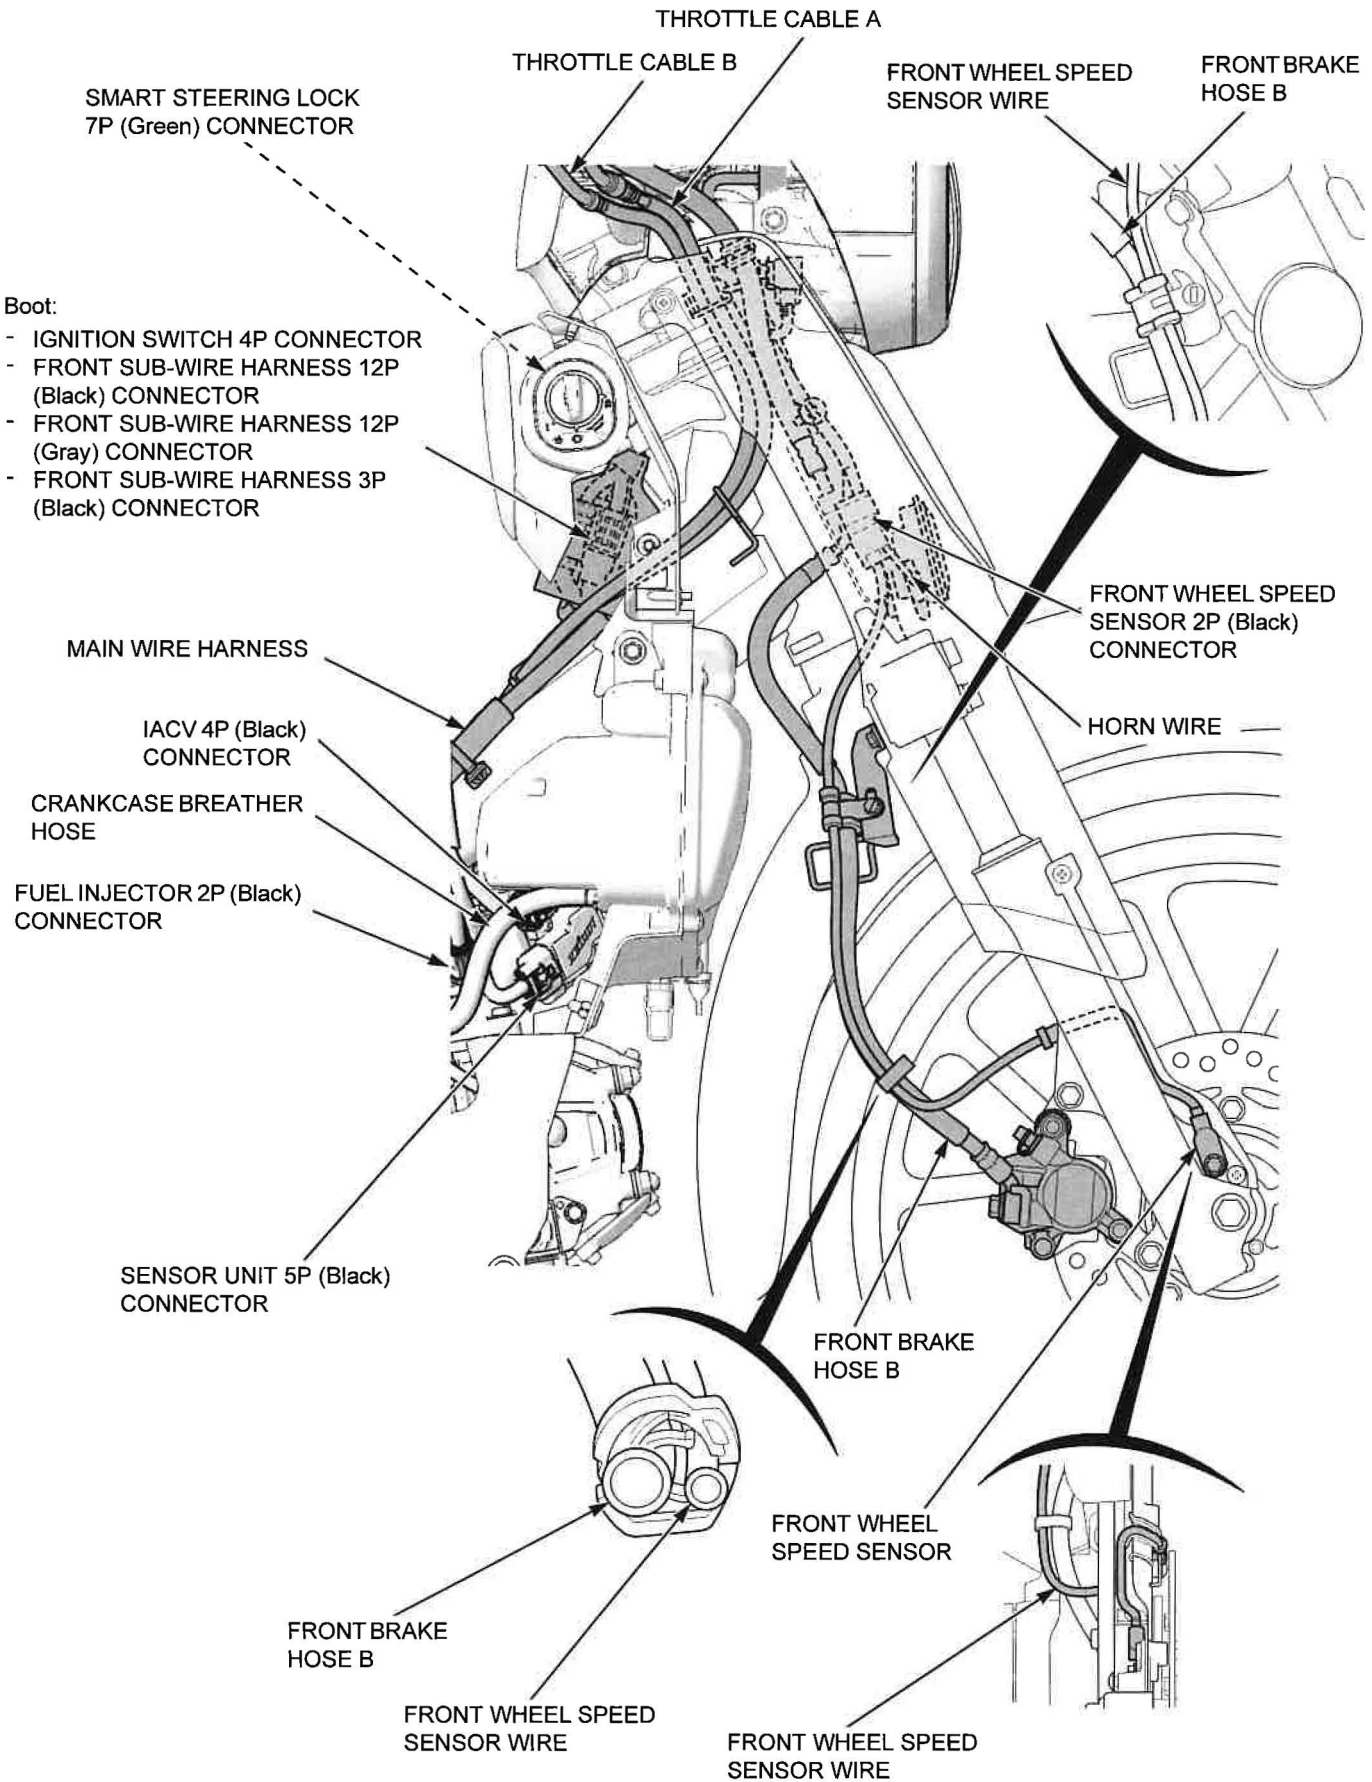 THROTTLE CABLE A
THROTTLE CABLE B
FRONT WHEEL SPEED
SENSOR WIRE
FRONT BRAKE
HOSE B
SMART STEERING LOCK
7P (Green) CONNECTOR
Boot:
- IGNITION SWITCH 4P CONNECTOR
- FRONT SUB-WIRE HARNESS 12P
(Black) CONNECTOR
- FRONT SUB-WIRE HARNESS 12P
(Gray) CONNECTOR
- FRONT SUB-WIRE HARNESS 3P
(Black) CONNECTOR
FRONT WHEEL SPEED
SENSOR 2P (Black)
CONNECTOR
MAIN WIRE HARNESS
HORN WIRE
IACV 4P (Black)
CONNECTOR
CRANKCASE BREATHER
HOSE
FUEL INJECTOR 2P (Black)
CONNECTOR
SENSOR UNIT 5P (Black)
CONNECTOR
FRONT BRAKE
HOSE B
FRONT WHEEL
SPEED SENSOR
FRONT BRAKE
HOSE B
FRONT WHEEL SPEED
SENSOR WIRE
FRONT WHEEL SPEED
SENSOR WIRE